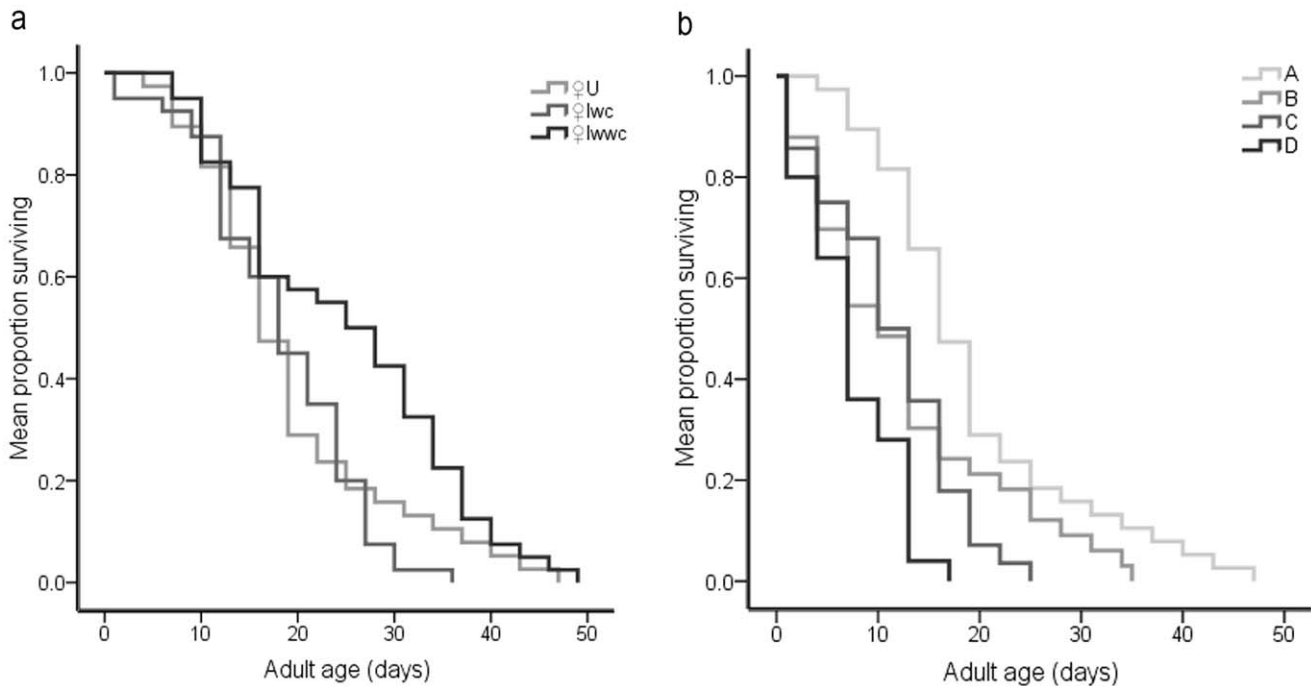 a
♀U
♀lwc
♀lwwc
1.0
0.8
0.6
0.4
0.2
0.0
Mean proportion surviving
0 10 20 30 40 50
Adult age (days)
b
A
B
C
D
1.0
0.8
0.6
0.4
0.2
0.0
Mean proportion surviving
0 10 20 30 40 50
Adult age (days)